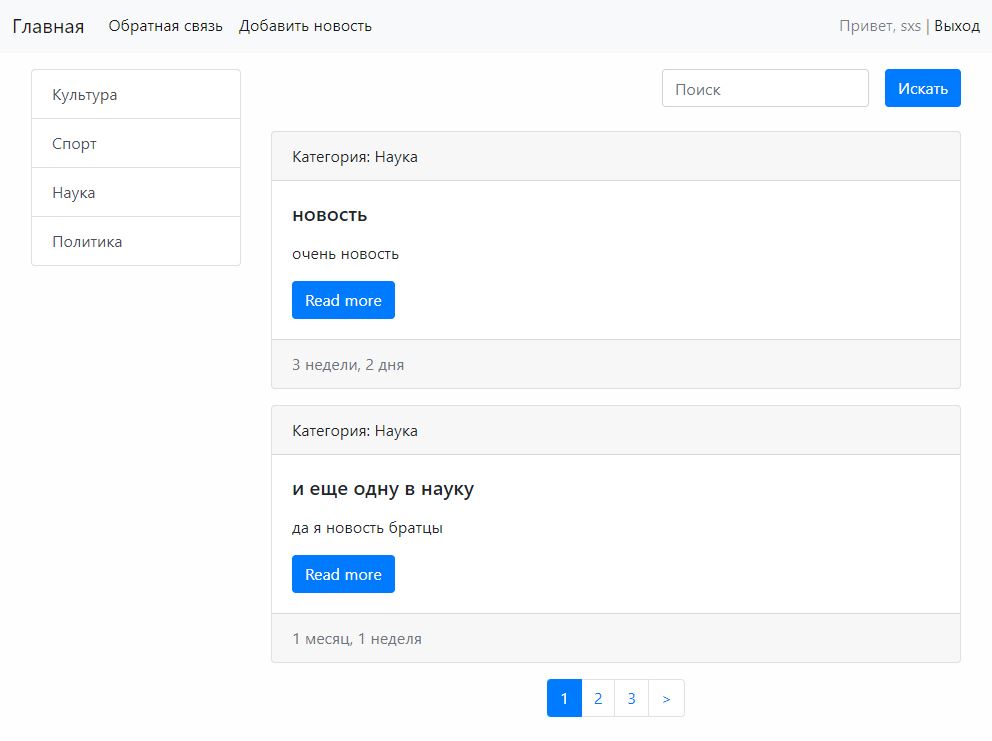 Главная Обратная связь Добавить новость Привет, sxs | Выход
Культура
Спорт
Наука
Политика
Поиск Искать
Категория: Наука
новость
очень новость
Read more
3 недели, 2 дня
Категория: Наука
и еще одну в науку
да я новость братцы
Read more
1 месяц, 1 неделя
1 2 3 >